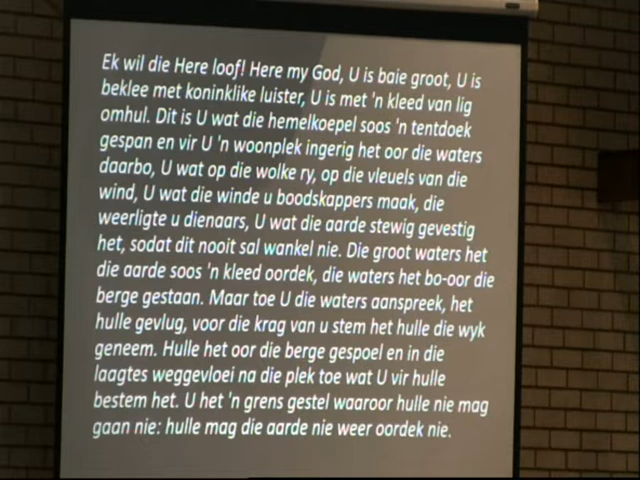 Ek wil die Here loof! Here my God, U is baie groot, U is
beklee met koninklike luister, U is met 'n kleed van lig
omhul. Dit is U wat die hemelkoepel soos 'n tentdoek
gespan en vir U 'n woonplek ingerig het oor die waters
daarbo, U wat op die wolke ry, op die vleuels van die
wind, U wat die winde u boodskappers maak, die
weerligte u dienaars, U wat die aarde stewig gevestig
het, sodat dit nooit sal wankel nie. Die groot waters het
die aarde soos 'n kleed oordek, die waters het bo-oor die
berge gestaan. Maar toe U die waters aanspreek, het
hulle gevlug, voor die krag van u stem het hulle die wyk
geneem. Hulle het oor die berge gespoel en in die
laagtes weggevloei na die plek toe wat U vir hulle
bestem het. U het 'n grens gestel waaroor hulle nie mag
gaan nie: hulle mag die aarde nie weer oordek nie.